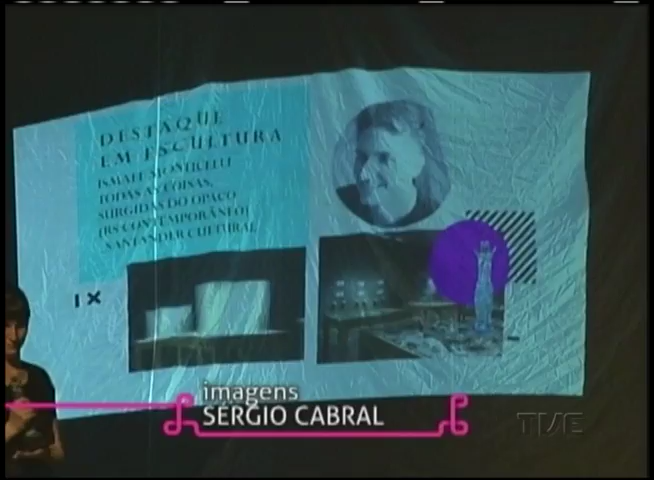 DESTAQUE
EM ESCULTURA
ISMAEL MONTICELLI
TODAS AS COISAS,
SURGIDAS DO OPACO
(RS CONTEMPORÂNEO)
SANTANDER CULTURAL
IX
imagens
SÉRGIO CABRAL
TVE